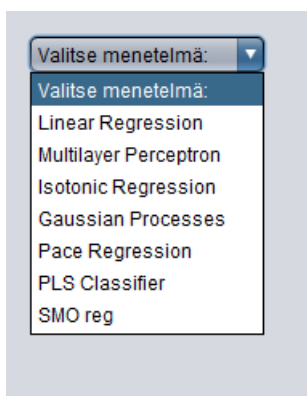 Valitse menetelmä:
Valitse menetelmä:
Linear Regression
Multilayer Perceptron
Isotonic Regression
Gaussian Processes
Pace Regression
PLS Classifier
SMO reg